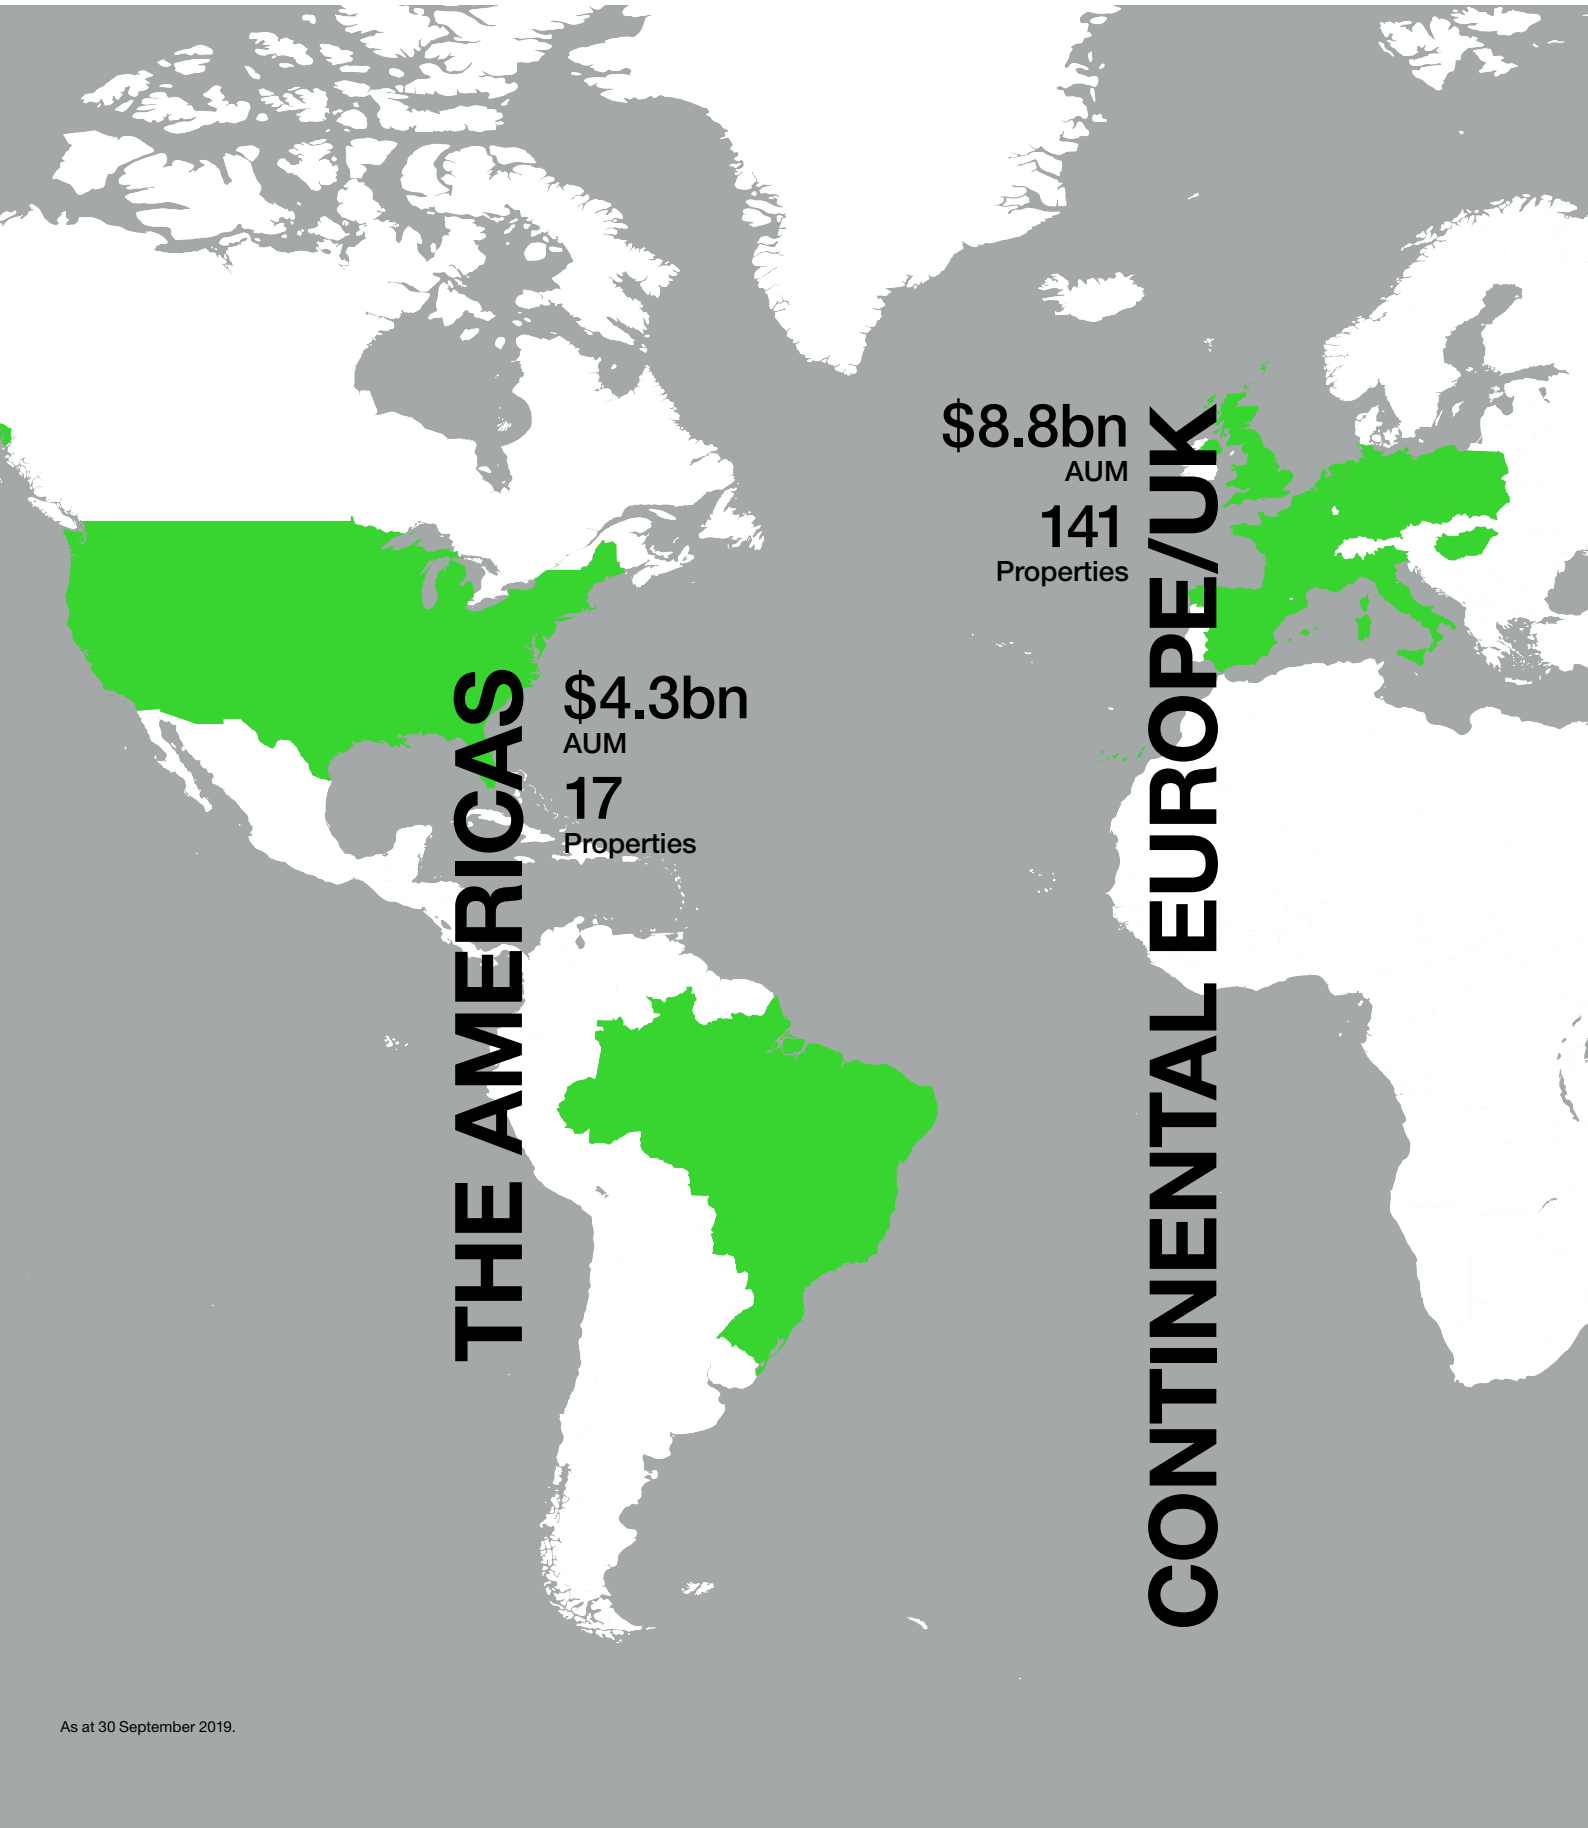 THE AMERICAS
$4.3bn
AUM
17
Properties
CONTINENTAL EUROPE/UK
$8.8bn
AUM
141
Properties
As at 30 September 2019.